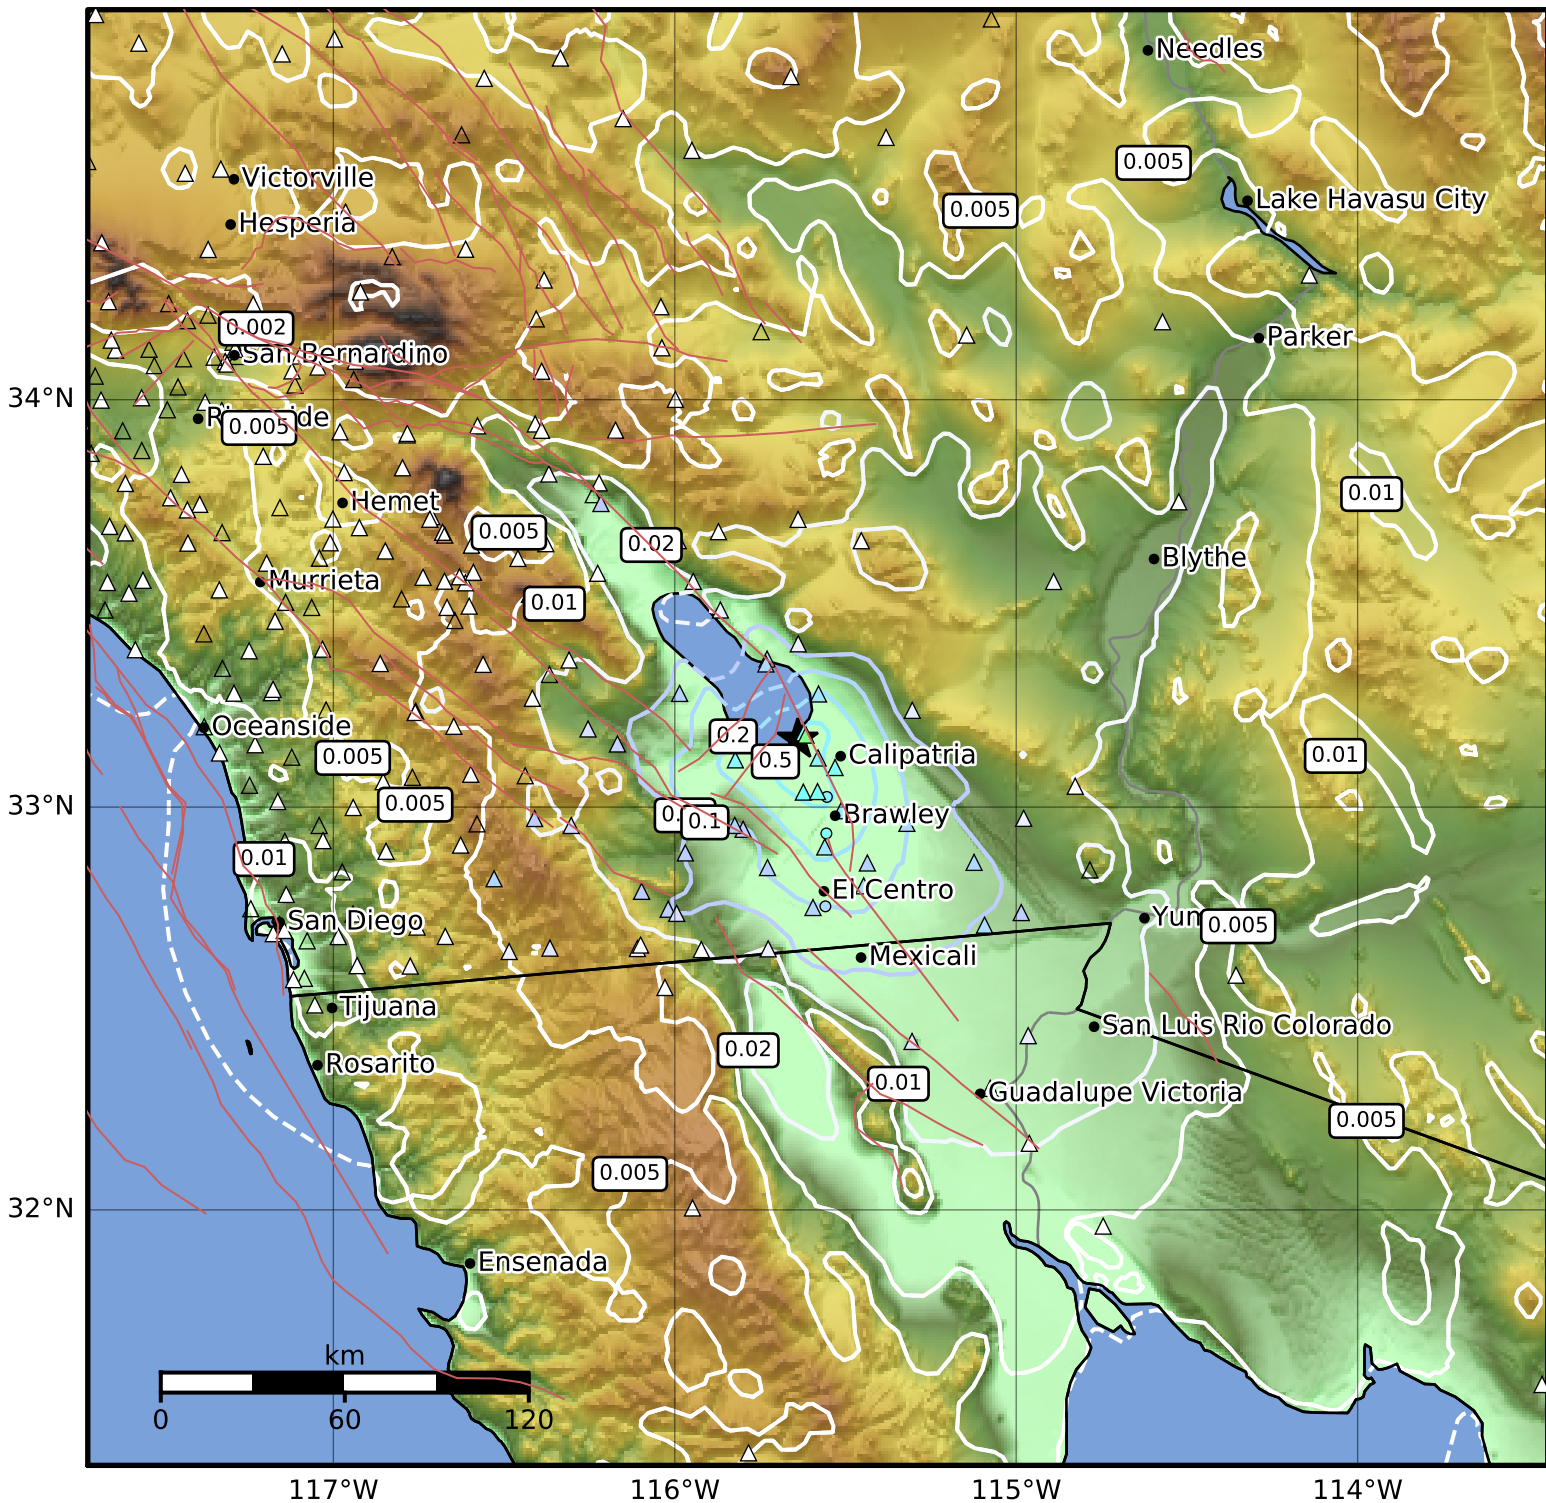 Needles
0.005
Victorville
Lake Havasu City
0.005
Hesperia
0.002
Parker
San Bernardino
34°N
0.005
0.01
Hemet
0.005
0.02
Blythe
Murrieta
0.01
Oceanside
0.2
0.005
0.5
Calipatria
0.01
33°N
0.005
0.1
Brawley
0.01
El Centro
San Diego
0.005
Mexicali
Tijuana
San Luis Rio Colorado
0.02
Rosarito
0.01
Guadalupe Victoria
0.005
0.005
32°N
Ensenada
km
0 60 120
117°W 116°W 115°W 114°W